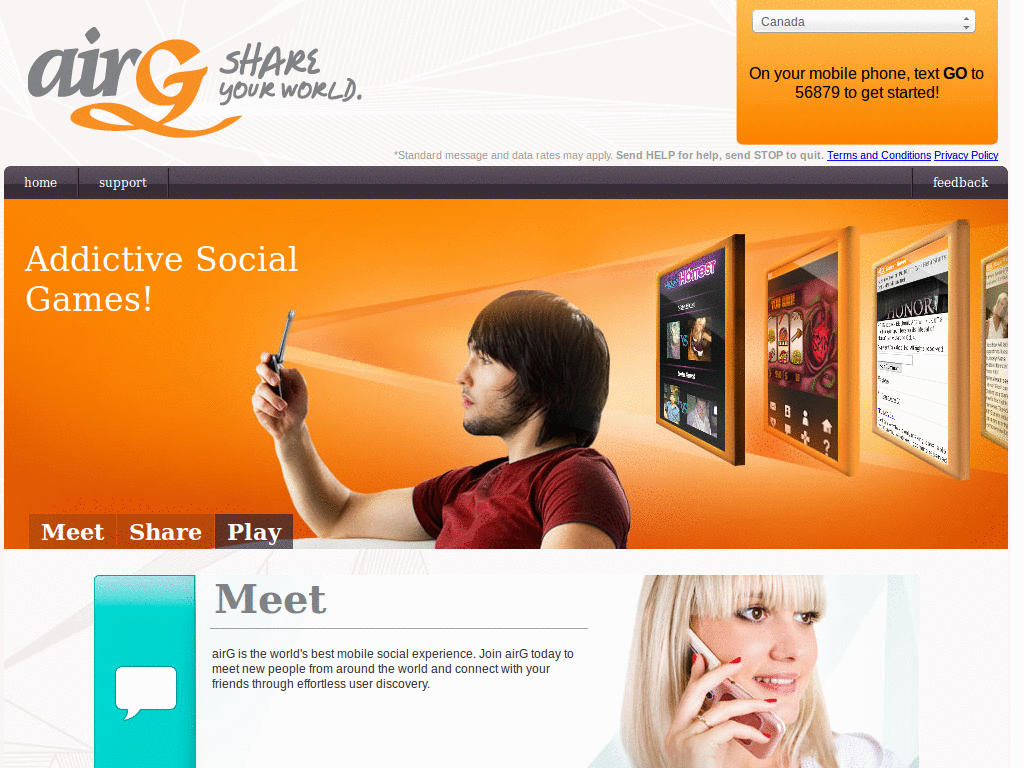 airG SHARE YOUR WORLD.
Canada
On your mobile phone, text GO to
56879 to get started!
*Standard message and data rates may apply. Send HELP for help, send STOP to quit. Terms and Conditions Privacy Policy
home support feedback
Addictive Social
Games!
Hottest
HONOR
Meet Share Play
Meet
airG is the world's best mobile social experience. Join airG today to
meet new people from around the world and connect with your
friends through effortless user discovery.